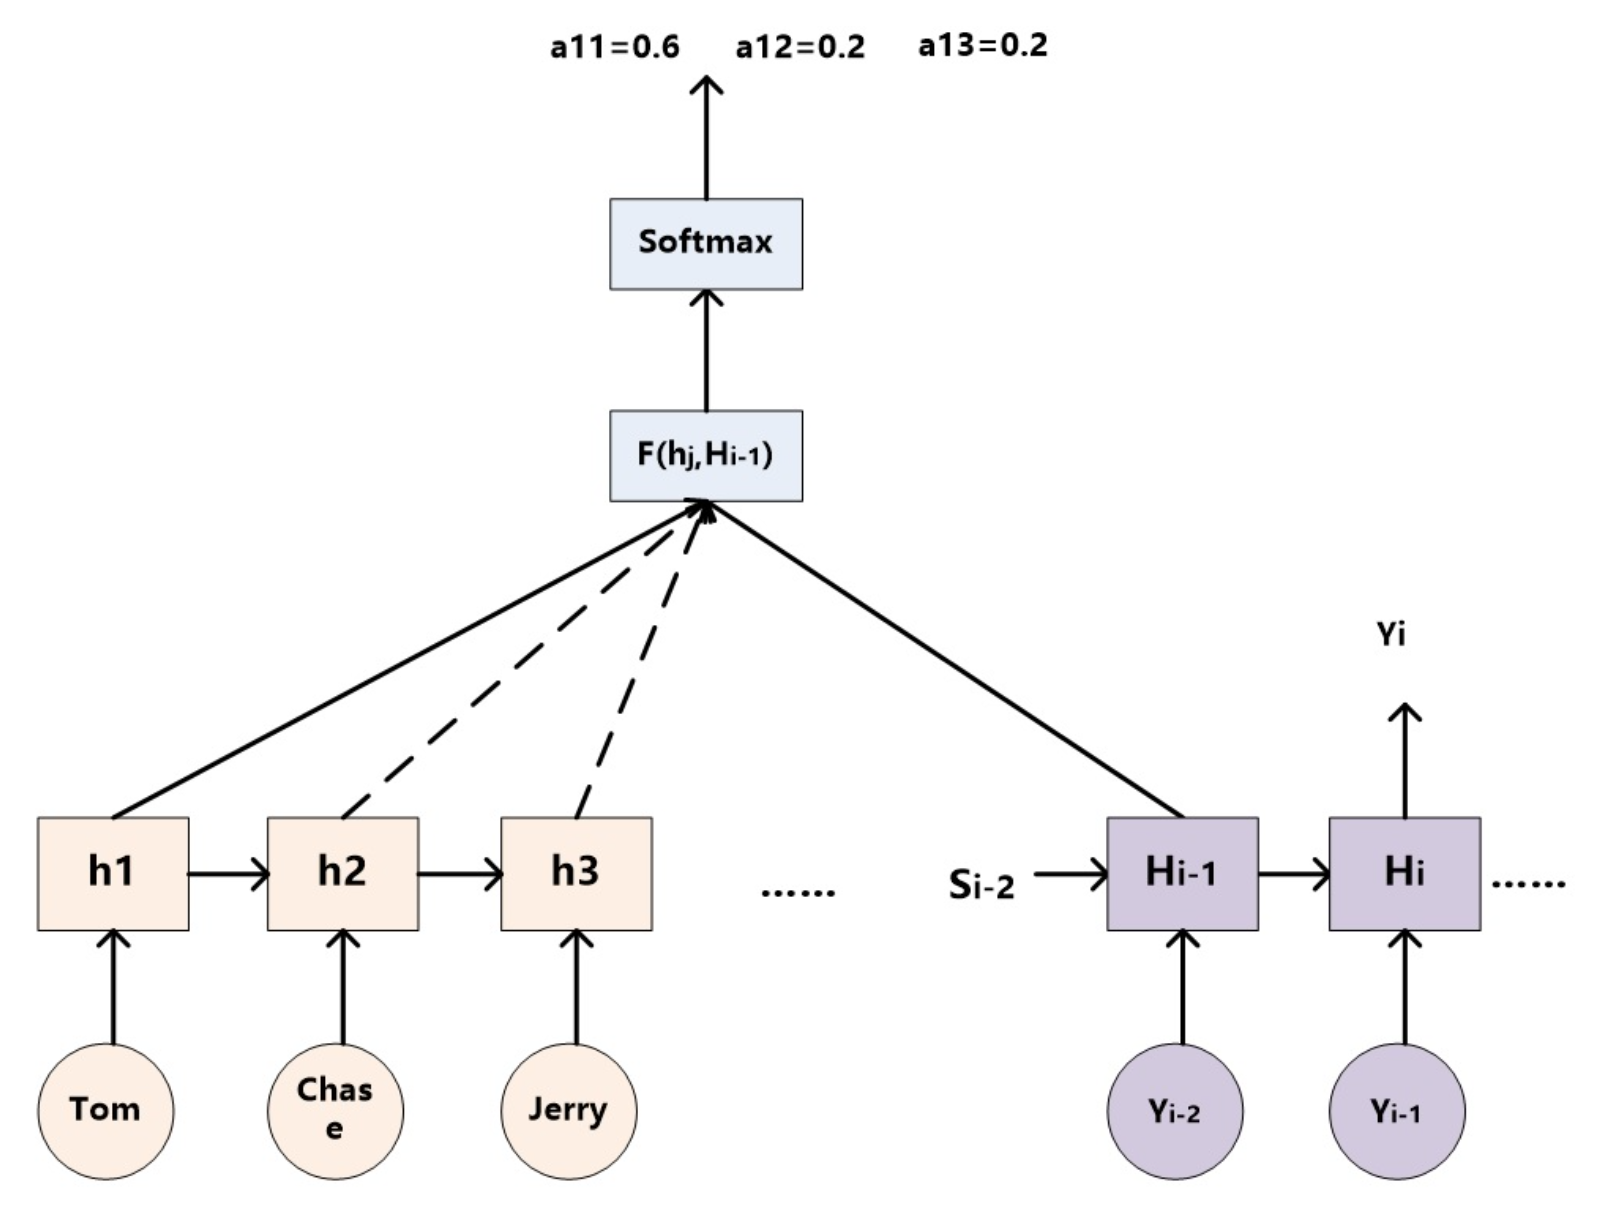 a11=0.6 a12=0.2 a13=0.2
Softmax
F(hj,Hi-1)
Yi
h1 h2 h3 ...... Si-2 Hi-1 Hi ......
Tom Chas Jerry Yi-2 Yi-1
e